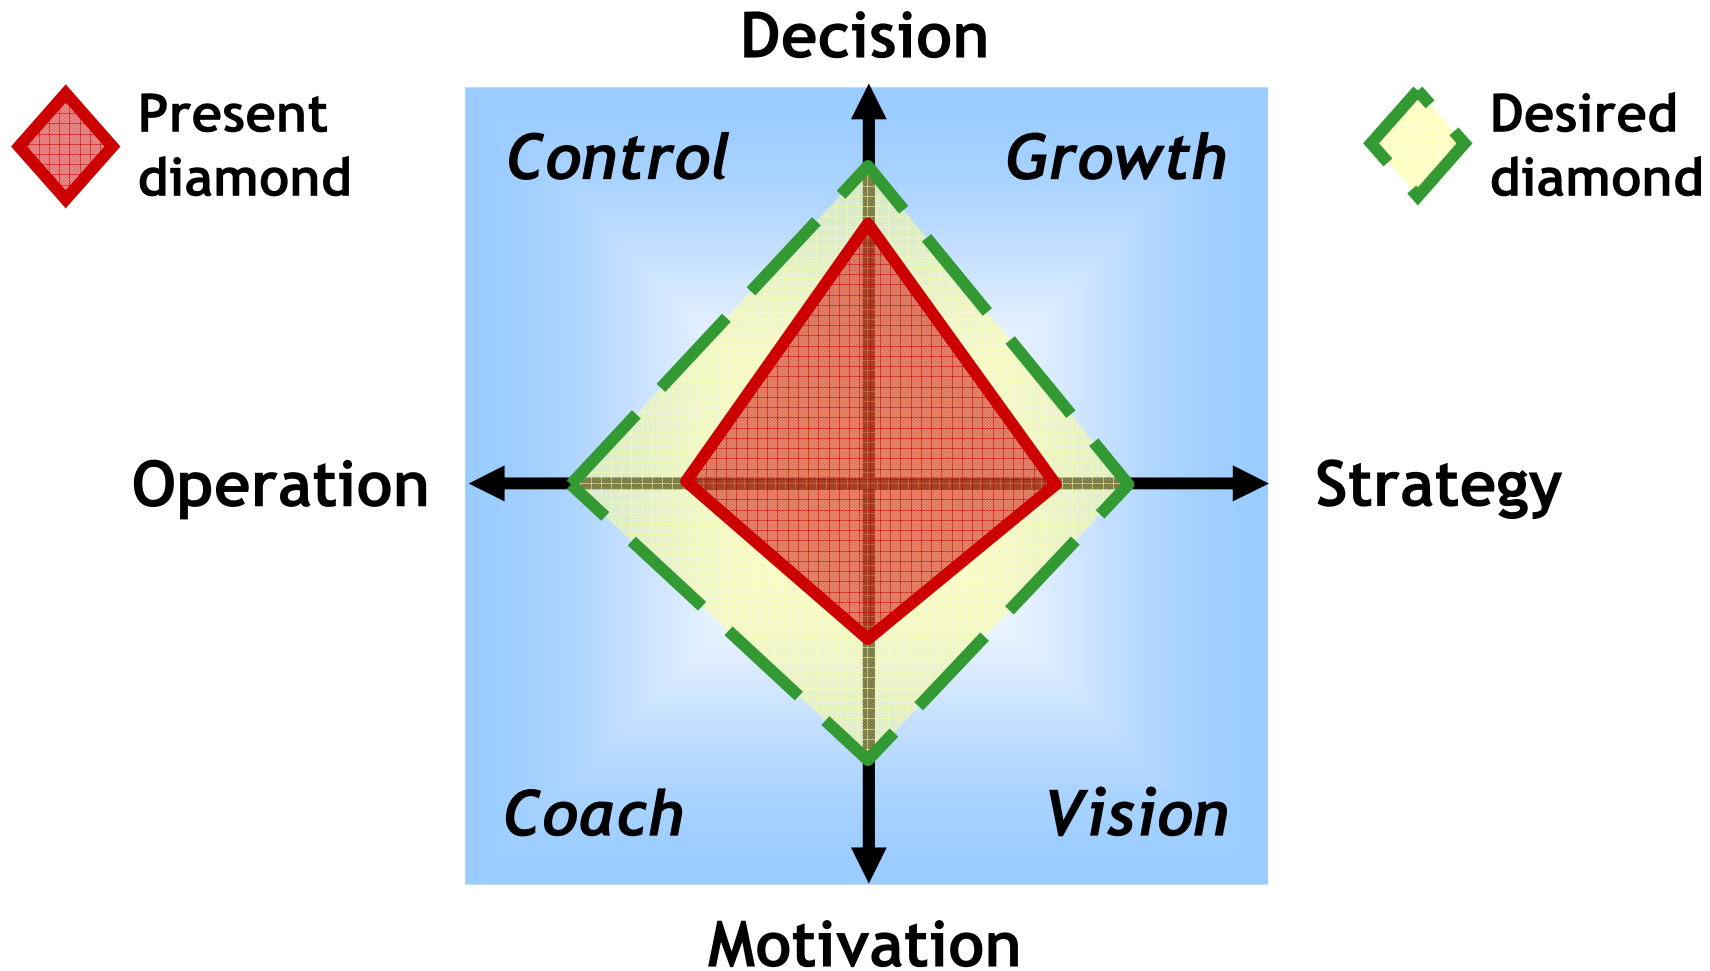 Decision
Present
diamond
Desired
diamond
Control
Growth
Operation
Strategy
Coach
Vision
Motivation